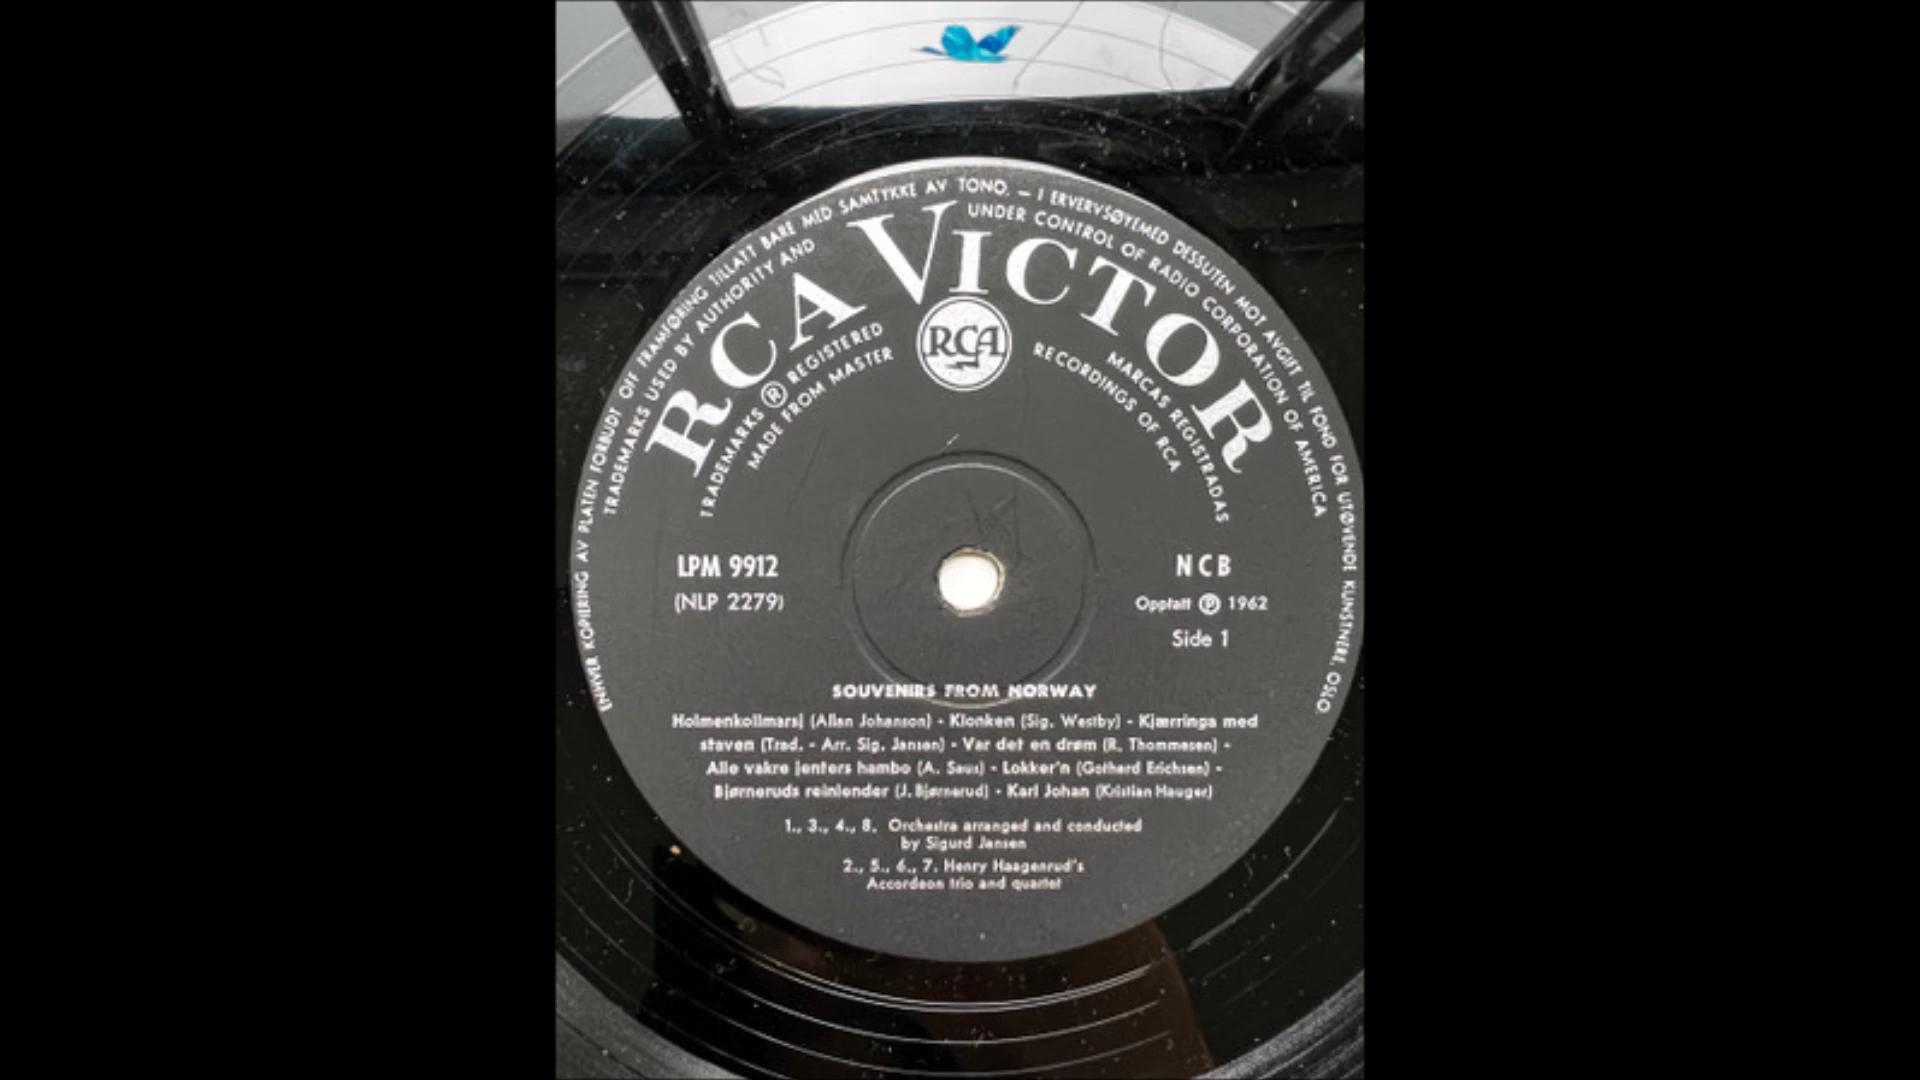 ENHVER KOPIERING AV PLATEN FORBUDT OFF FRAMFØRING TILLATT BARE MED SAMTYKKE AV TONO. – I ERVERVSØYEMED DESSUTEN MOT AVGIFT TIL FOND FOR UTØVENDE KUNSTNERE, OSLO.
TRADEMARKS USED BY AUTHORITY AND UNDER CONTROL OF RADIO CORPORATION OF AMERICA
RCA VICTOR
TRADEMARKS ® REGISTERED MARCAS REGISTRADAS
MADE FROM MASTER RECORDINGS OF RCA
RCA
LPM 9912
(NLP 2279)
NCB
Opptatt ℗ 1962
Side 1
SOUVENIRS FROM NORWAY
Holmenkollmarsj (Allan Johanson) - Klonken (Sig. Westby) - Kjærringa med
staven (Trad. - Arr. Sig. Jansen) - Var det en drøm (R. Thommesen) -
Alle vakre jenters hambo (A. Saus) - Lokker'n (Gothard Erichsen) -
Bjørneruds reinlender (J. Bjørnerud) - Karl Johan (Kristian Hauger)
1., 3., 4., 8. Orchestra arranged and conducted
by Sigurd Jansen
2., 5., 6., 7. Henry Haagenrud's
Accordeon trio and quartet